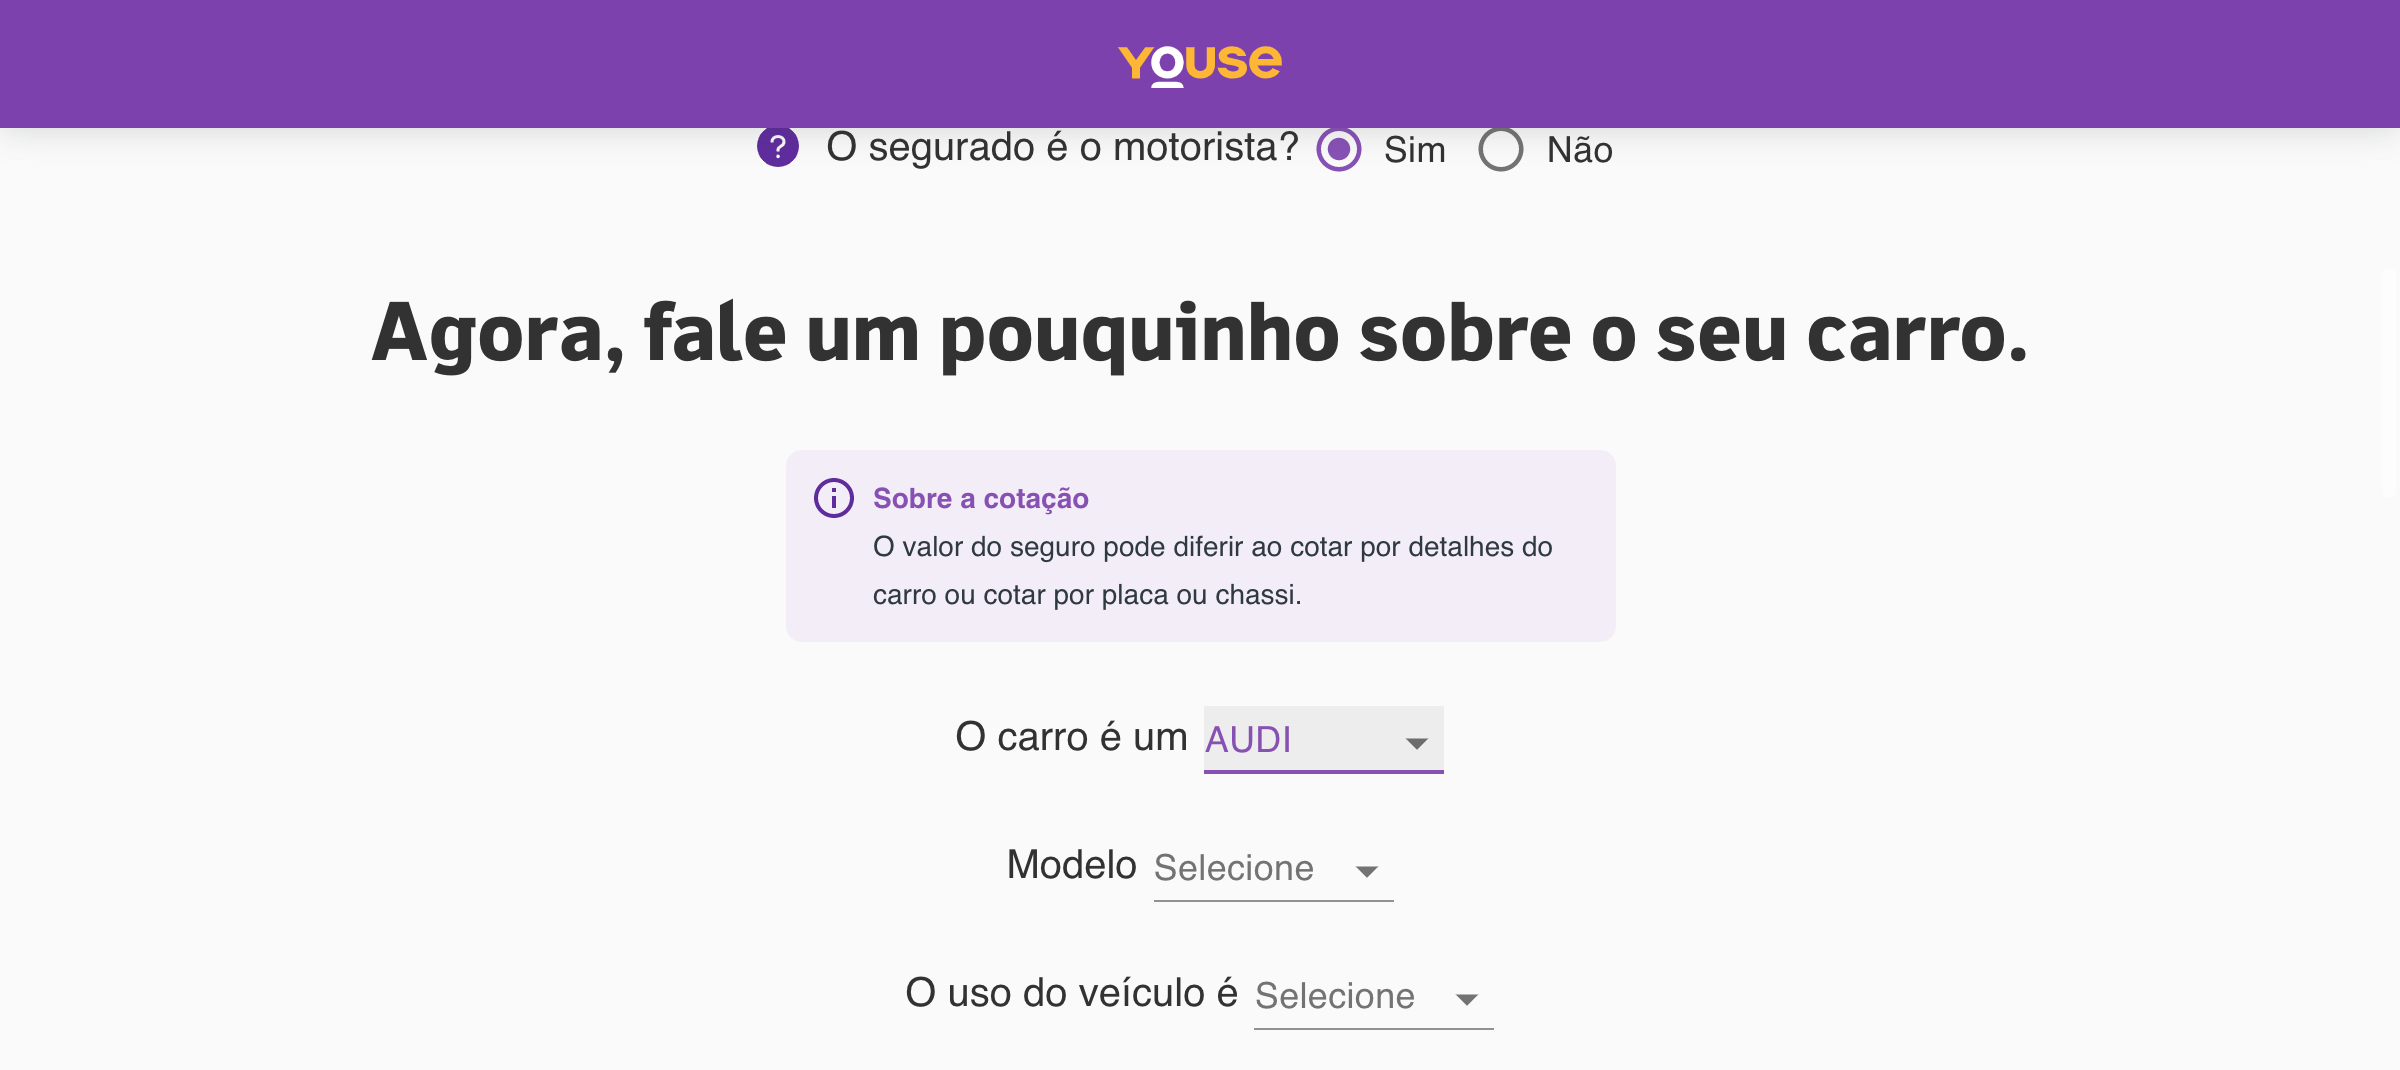 YOUSE
? O segurado é o motorista? Sim Não
Agora, fale um pouquinho sobre o seu carro.
Sobre a cotação
O valor do seguro pode diferir ao cotar por detalhes do
carro ou cotar por placa ou chassi.
O carro é um AUDI
Modelo Selecione
O uso do veículo é Selecione